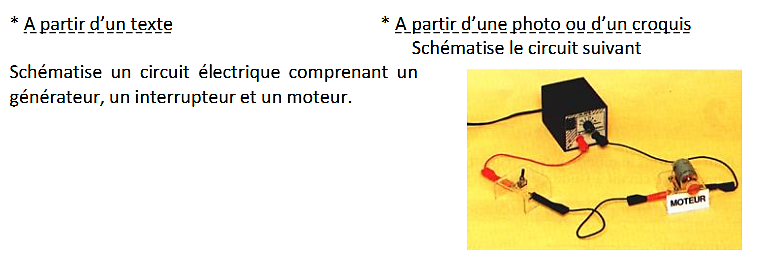 * A partir d'un texte
Schématise un circuit électrique comprenant un
générateur, un interrupteur et un moteur.
* A partir d'une photo ou d'un croquis
Schématise le circuit suivant
MOTEUR